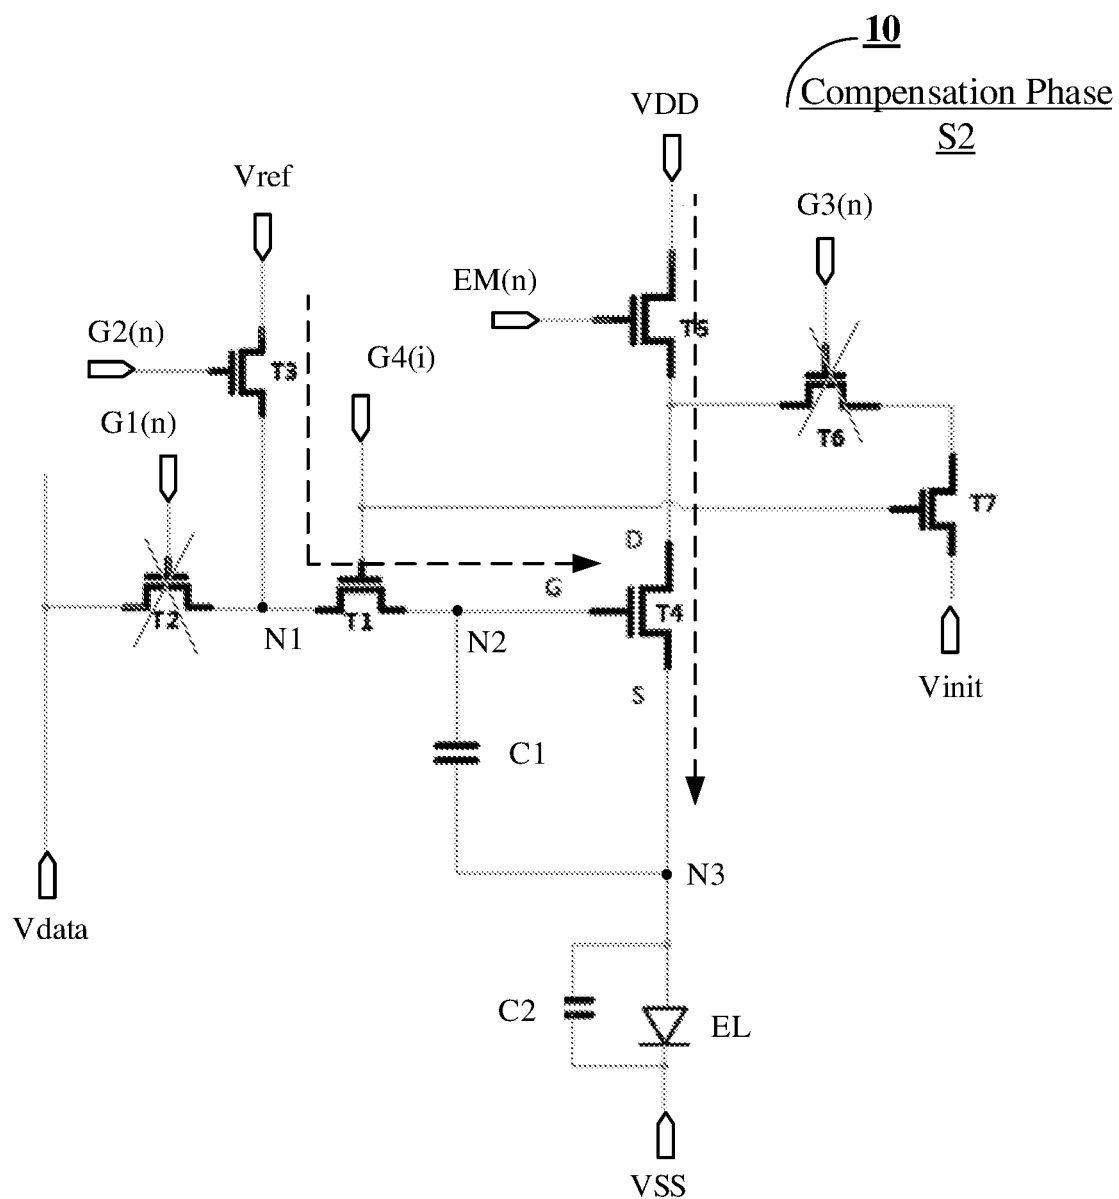 10
Compensation Phase
S2
VDD
Vref
G3(n)
EM(n)
G2(n)
T3
T5
G4(i)
G1(n)
T6
T7
D
G
T2
N1
T1
N2
T4
S
Vinit
C1
N3
Vdata
C2
EL
VSS